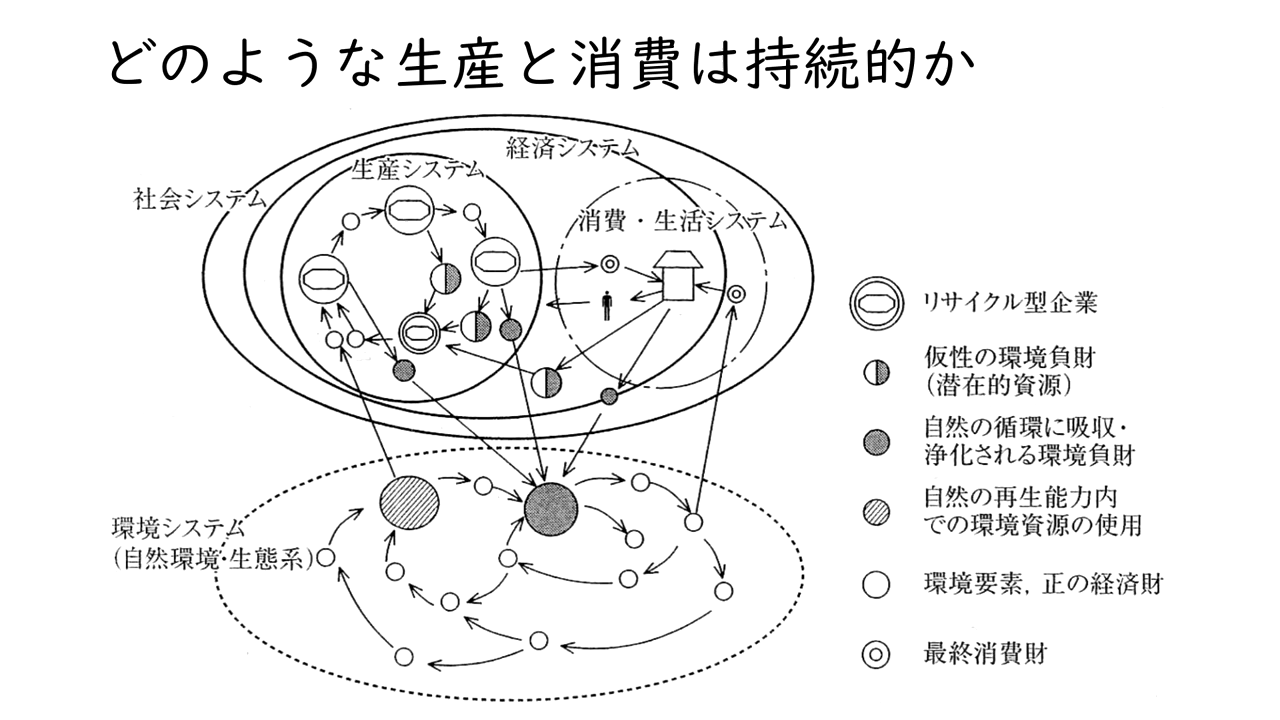 どのような生産と消費は持続的か
経済システム
生産システム
社会システム
消費・生活システム
環境システム
(自然環境・生態系)
リサイクル型企業
仮性の環境負財
(潜在的資源)
自然の循環に吸収・
浄化される環境負財
自然の再生能力内
での環境資源の使用
環境要素, 正の経済財
最終消費財